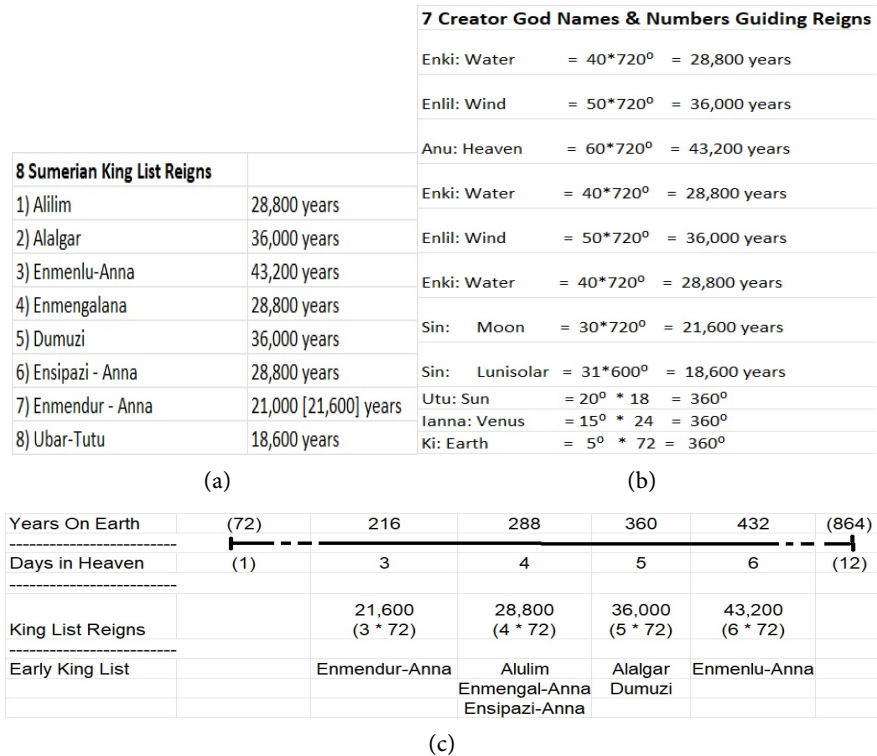 8 Sumerian King List Reigns
1) Alilim 28,800 years
2) Alalgar 36,000 years
3) Enmenlu-Anna 43,200 years
4) Enmengalana 28,800 years
5) Dumuzi 36,000 years
6) Ensipazi - Anna 28,800 years
7) Enmendur - Anna 21,000 [21,600] years
8) Ubar-Tutu 18,600 years
(a)
7 Creator God Names & Numbers Guiding Reigns
Enki: Water = 40*720⁰ = 28,800 years
Enlil: Wind = 50*720⁰ = 36,000 years
Anu: Heaven = 60*720⁰ = 43,200 years
Enki: Water = 40*720⁰ = 28,800 years
Enlil: Wind = 50*720⁰ = 36,000 years
Enki: Water = 40*720⁰ = 28,800 years
Sin: Moon = 30*720⁰ = 21,600 years
Sin: Lunisolar = 31*600⁰ = 18,600 years
Utu: Sun = 20⁰ * 18 = 360⁰
Ianna: Venus = 15⁰ * 24 = 360⁰
Ki: Earth = 5⁰ * 72 = 360⁰
(b)
Years On Earth (72) 216 288 360 432 (864)
Days in Heaven (1) 3 4 5 6 (12)
21,600 28,800 36,000 43,200
King List Reigns (3 * 72) (4 * 72) (5 * 72) (6 * 72)
Early King List Enmendur-Anna Alulim Alalgar Enmenlu-Anna
Enmengal-Anna Dumuzi
Ensipazi-Anna
(c)